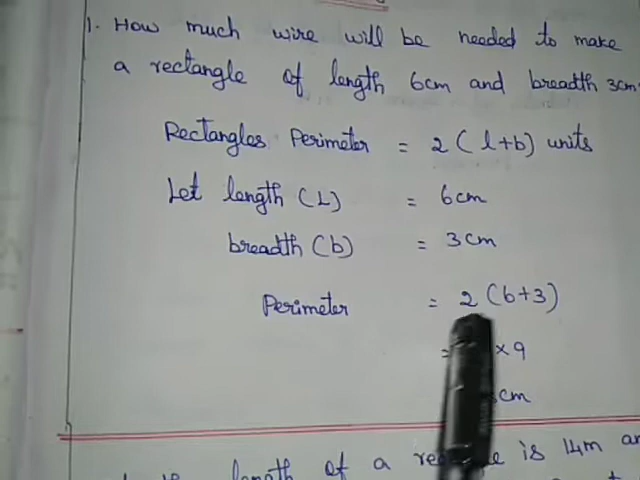 1. How much wire will be needed to make
a rectangle of length 6cm and breadth 3cm
Rectangles Perimeter = 2 (l+b) units
Let length (L) = 6cm
breadth (b) = 3cm
Perimeter = 2 (6+3)
= x 9
cm
length of a is 14m